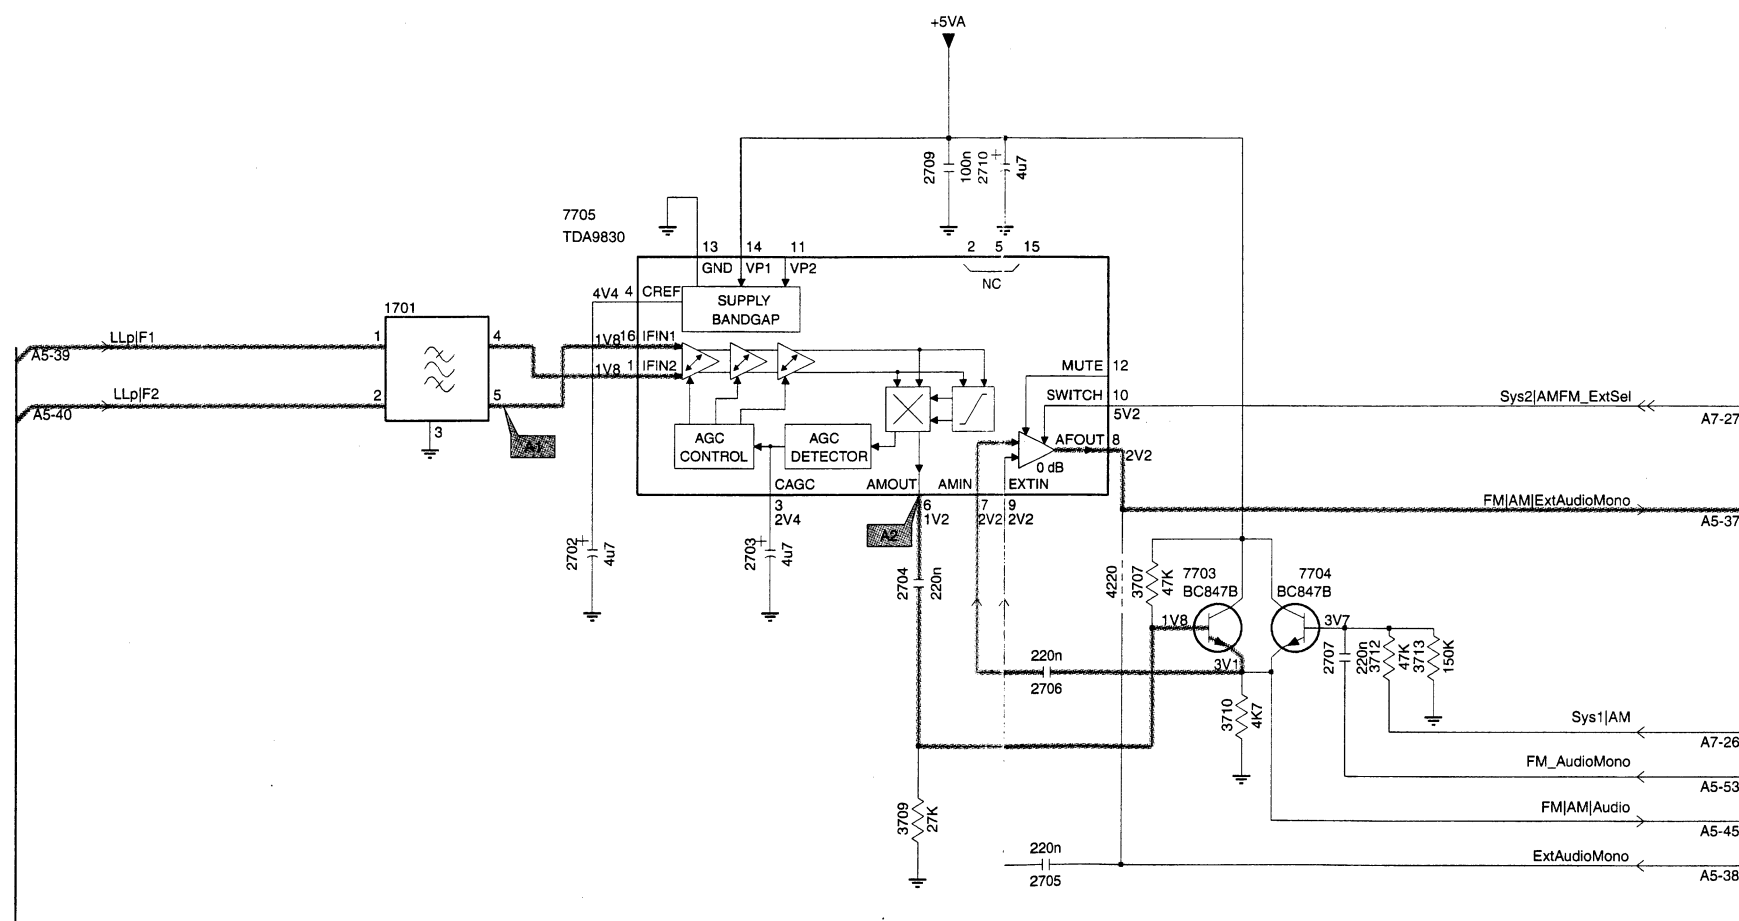 +5VA
2709
100n
2710
4u7
7705
TDA9830
13
14
11
2 5 15
GND
VP1
VP2
NC
4V4
4
CREF
SUPPLY
BANDGAP
1701
LLp|F1
A5-39
1
4
1V8
16
IFIN1
1V8
1
IFIN2
LLp|F2
A5-40
2
5
3
A1
MUTE
12
SWITCH
10
5V2
Sys2|AMFM_ExtSel
A7-27
AGC
CONTROL
AGC
DETECTOR
AFOUT
8
2V2
0 dB
CAGC
AMOUT
AMIN
EXTIN
3
2V4
6
1V2
7
2V2
9
2V2
A2
FM|AM|ExtAudioMono
A5-37
2702
4u7
2703
4u7
2704
220n
4220
3707
47K
7703
BC847B
7704
BC847B
1V8
3V7
3V1
220n
2706
2707
220n
3712
47K
3713
150K
3710
4K7
Sys1|AM
A7-26
FM_AudioMono
A5-53
3709
27K
FM|AM|Audio
A5-45
220n
2705
ExtAudioMono
A5-38